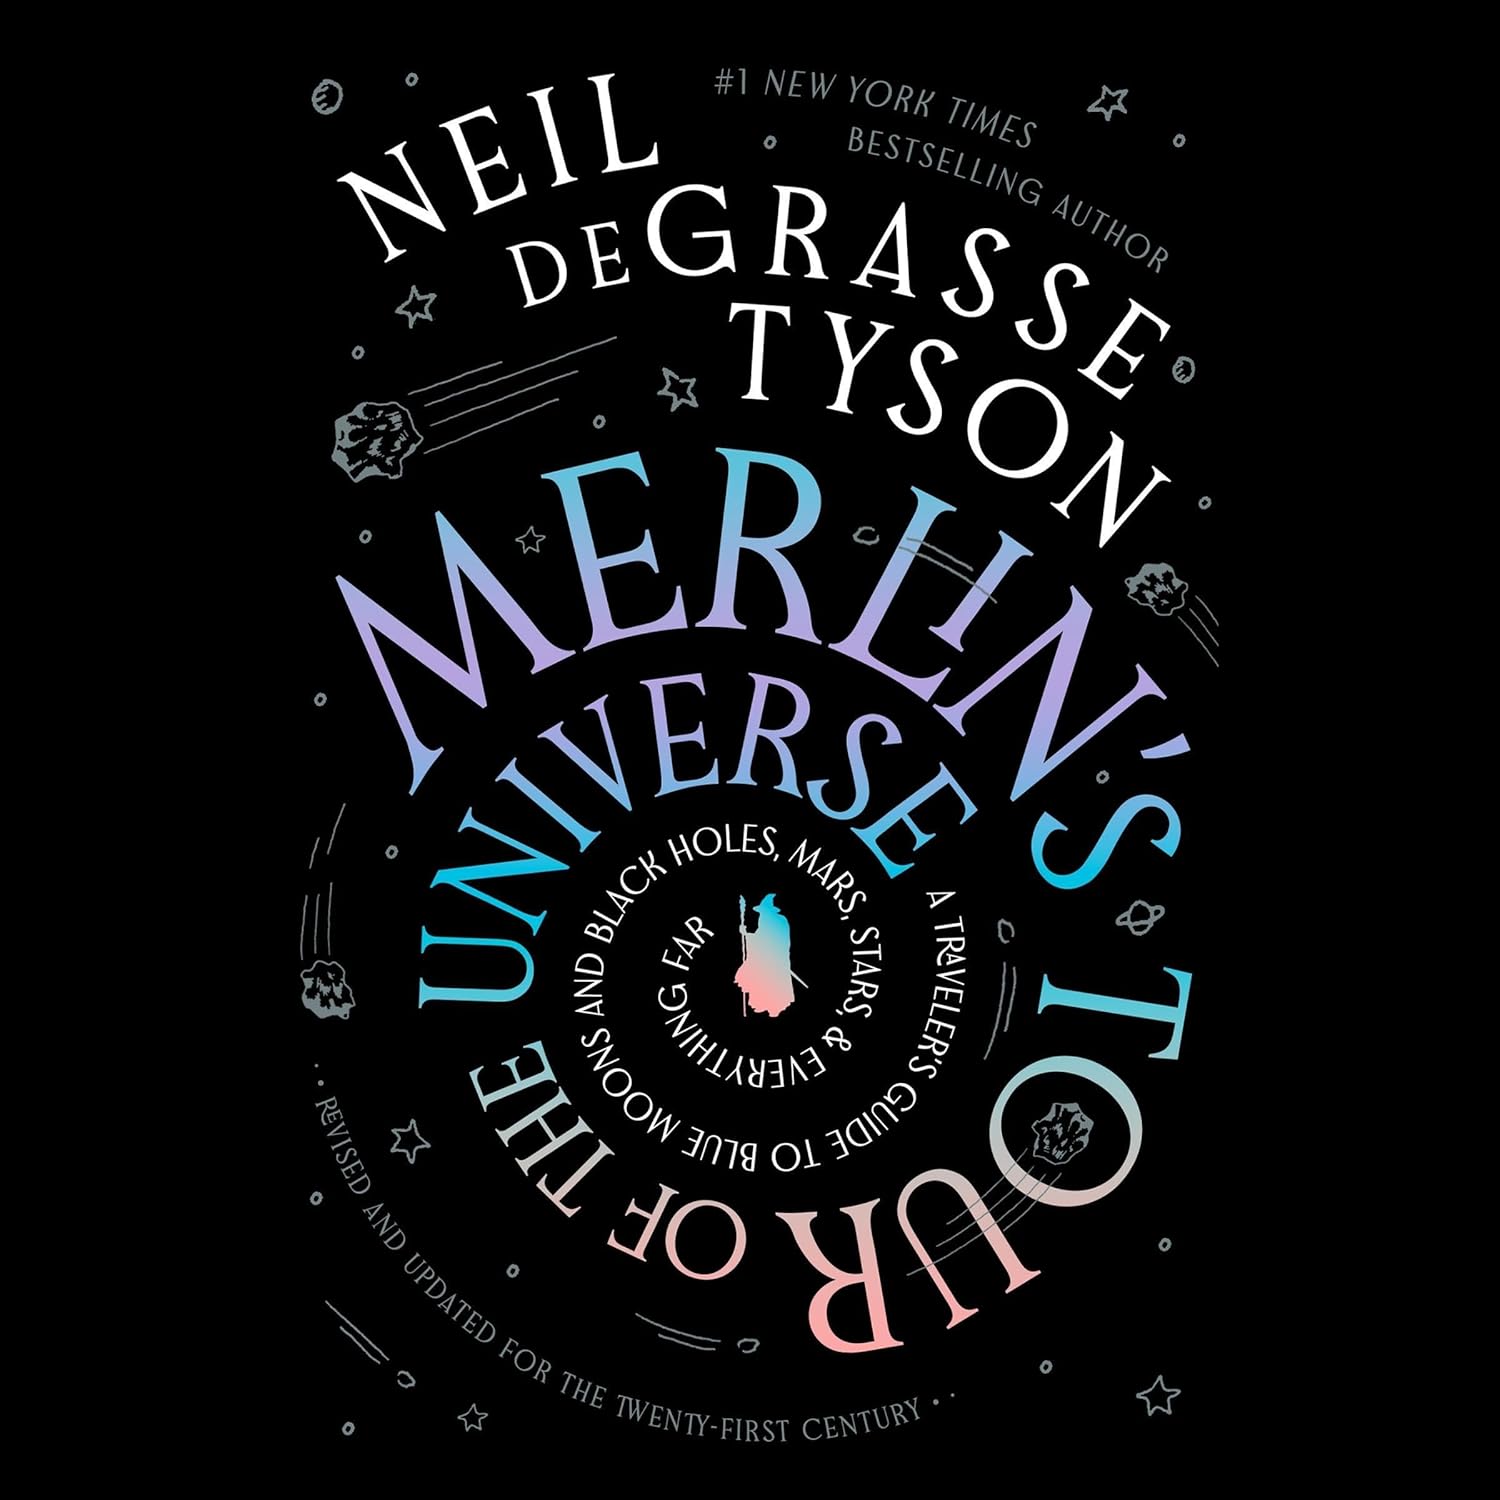 #1 NEW YORK TIMES
BESTSELLING AUTHOR
NEIL
DEGRASSE
TYSON
MERLIN'S TOUR OF THE UNIVERSE
A TRAVELER'S GUIDE TO BLUE MOONS AND BLACK HOLES, MARS, STARS, & EVERYTHING FAR
··REVISED AND UPDATED FOR THE TWENTY-FIRST CENTURY··